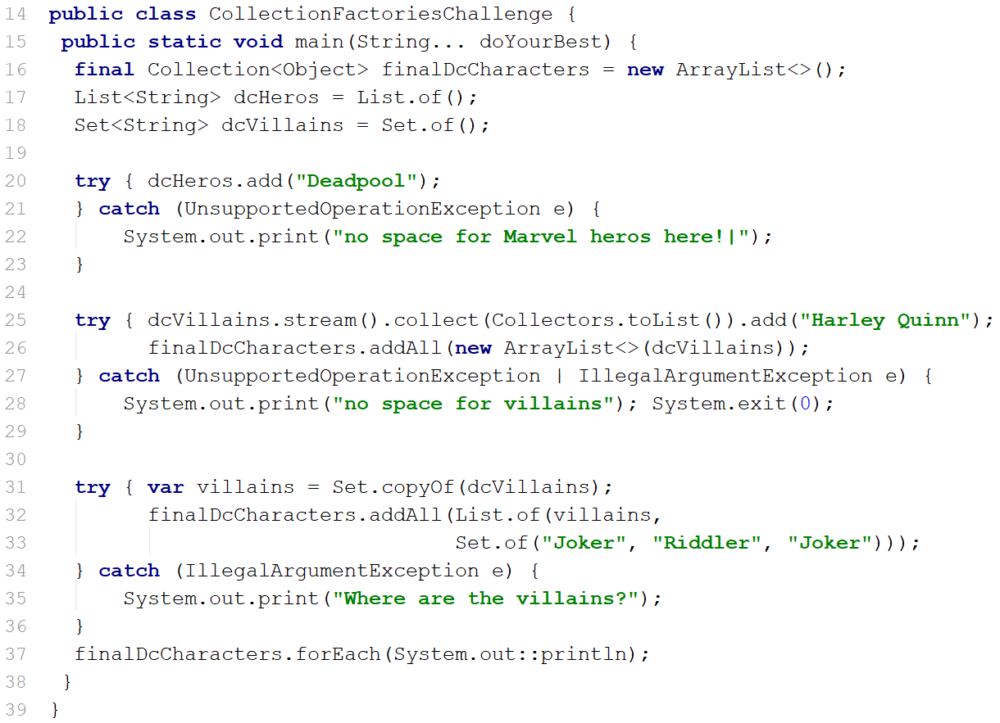 14 public class CollectionFactoriesChallenge {
15 public static void main(String... doYourBest) {
16 final Collection<Object> finalDcCharacters = new ArrayList<>();
17 List<String> dcHeros = List.of();
18 Set<String> dcVillains = Set.of();
19
20 try { dcHeros.add("Deadpool");
21 } catch (UnsupportedOperationException e) {
22 System.out.print("no space for Marvel heros here!|");
23 }
24
25 try { dcVillains.stream().collect(Collectors.toList()).add("Harley Quinn");
26 finalDcCharacters.addAll(new ArrayList<>(dcVillains));
27 } catch (UnsupportedOperationException | IllegalArgumentException e) {
28 System.out.print("no space for villains"); System.exit(0);
29 }
30
31 try { var villains = Set.copyOf(dcVillains);
32 finalDcCharacters.addAll(List.of(villains,
33 Set.of("Joker", "Riddler", "Joker")));
34 } catch (IllegalArgumentException e) {
35 System.out.print("Where are the villains?");
36 }
37 finalDcCharacters.forEach(System.out::println);
38 }
39 }